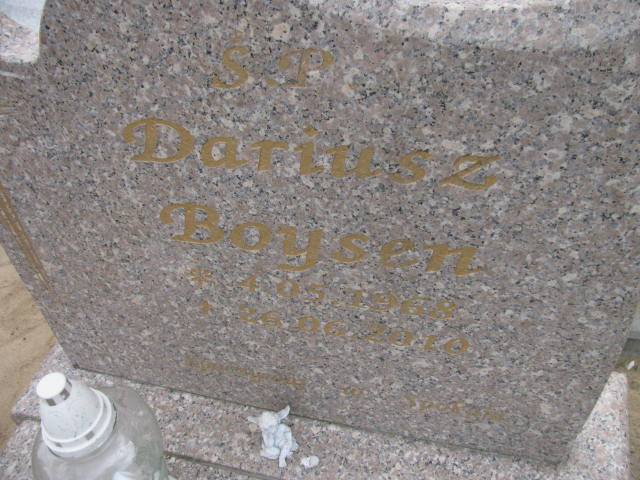 Ś.P.
Dariusz
Boysen
* 4.05.1968
† 26.06.2010
w